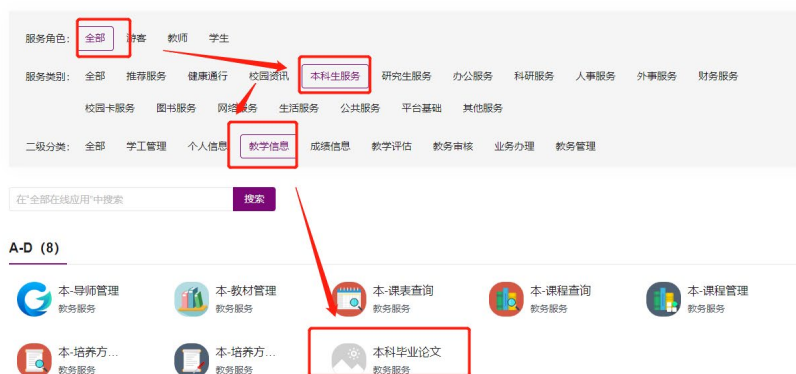 服务角色: 全部 游客 教师 学生
服务类别: 全部 推荐服务 健康通行 校园资讯 本科生服务 研究生服务 办公服务 科研服务 人事服务 外事服务 财务服务
校园卡服务 图书服务 网络服务 生活服务 公共服务 平台基础 其他服务
二级分类: 全部 学工管理 个人信息 教学信息 成绩信息 教学评估 教务审核 业务办理 教务管理
在"全部在线应用"中搜索 搜索
A-D（8）
本-导师管理 本-教材管理 本-课表查询 本-课程查询 本-课程管理
教务服务 教务服务 教务服务 教务服务 教务服务
本-培养方... 本-培养方... 本科毕业论文
教务服务 教务服务 教务服务